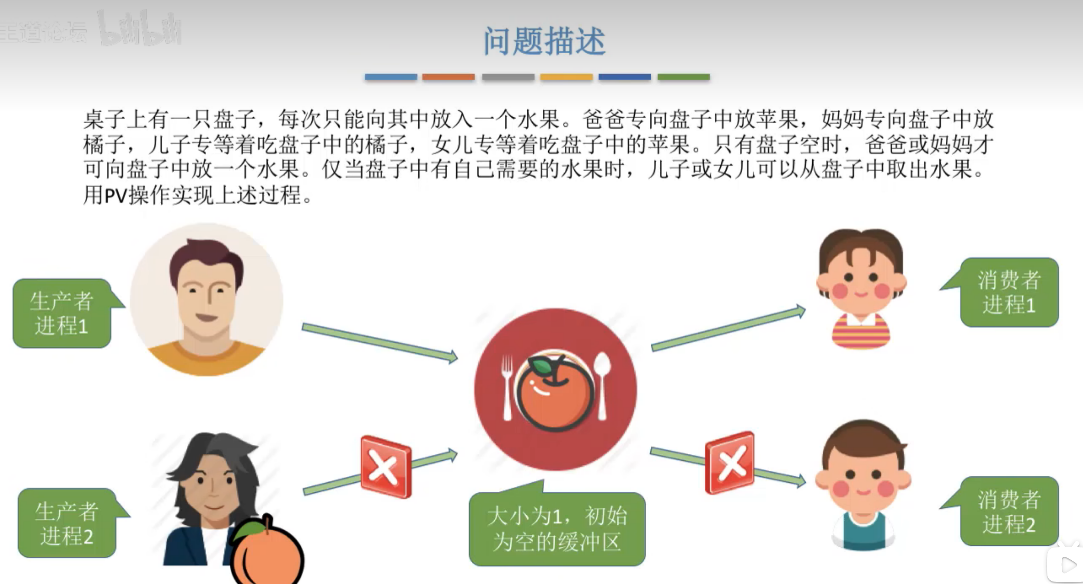 王道论坛 bilibili
问题描述
桌子上有一只盘子，每次只能向其中放入一个水果。爸爸专向盘子中放苹果，妈妈专向盘子中放
橘子，儿子专等着吃盘子中的橘子，女儿专等着吃盘子中的苹果。只有盘子空时，爸爸或妈妈才
可向盘子中放一个水果。仅当盘子中有自己需要的水果时，儿子或女儿可以从盘子中取出水果。
用PV操作实现上述过程。
生产者
进程1
消费者
进程1
生产者
进程2
大小为1，初始
为空的缓冲区
消费者
进程2